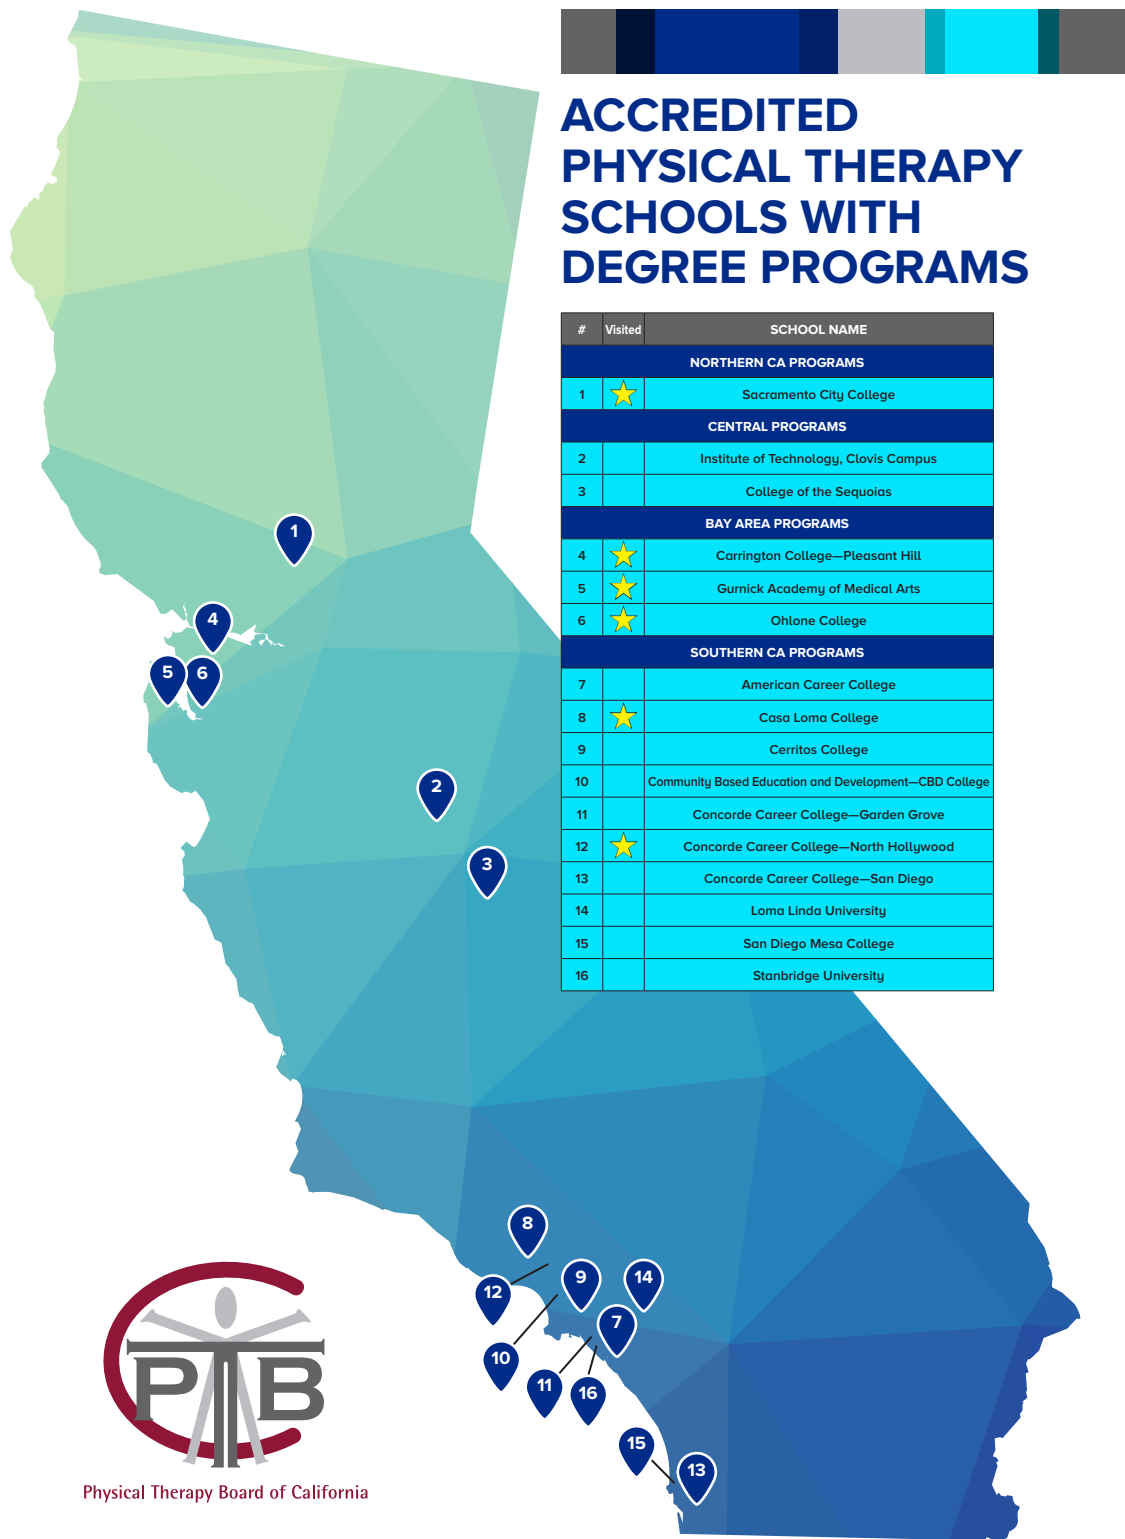 ACCREDITED
PHYSICAL THERAPY
SCHOOLS WITH
DEGREE PROGRAMS
# Visited SCHOOL NAME
NORTHERN CA PROGRAMS
1 Sacramento City College
CENTRAL PROGRAMS
2 Institute of Technology, Clovis Campus
3 College of the Sequoias
BAY AREA PROGRAMS
4 Carrington College—Pleasant Hill
5 Gurnick Academy of Medical Arts
6 Ohlone College
SOUTHERN CA PROGRAMS
7 American Career College
8 Casa Loma College
9 Cerritos College
10 Community Based Education and Development—CBD College
11 Concorde Career College—Garden Grove
12 Concorde Career College—North Hollywood
13 Concorde Career College—San Diego
14 Loma Linda University
15 San Diego Mesa College
16 Stanbridge University
1
4
5 6
2
3
8
12 9 14
7
10
11 16
15
13
PTB
Physical Therapy Board of California